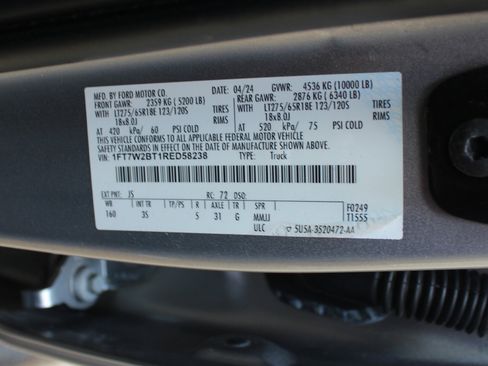 MFD. BY FORD MOTOR CO. 04/24 GVWR: 4536 KG (10000 LB)
FRONT GAWR: 2359 KG (5200 LB) REAR GAWR: 2876 KG (6340 LB)
WITH LT275/65R18E 123/120S TIRES WITH LT275/65R18E 123/120S TIRES
18x8.0J RIMS 18x8.0J RIMS
AT 420 kPa/ 60 PSI COLD AT 520 kPa/ 75 PSI COLD
THIS VEHICLE CONFORMS TO ALL APPLICABLE FEDERAL MOTOR VEHICLE
SAFETY STANDARDS IN EFFECT ON THE DATE OF MANUFACTURE SHOWN ABOVE.
VIN: 1FT7W2BT1RED58238 TYPE: Truck
EXT PNT: JS RC: 72 DSO:
WB INT TR TP/PS R AXLE TR SPR F0249
160 3S 5 31 G MMJJ T1555
ULC 5U5A-3520472-AA